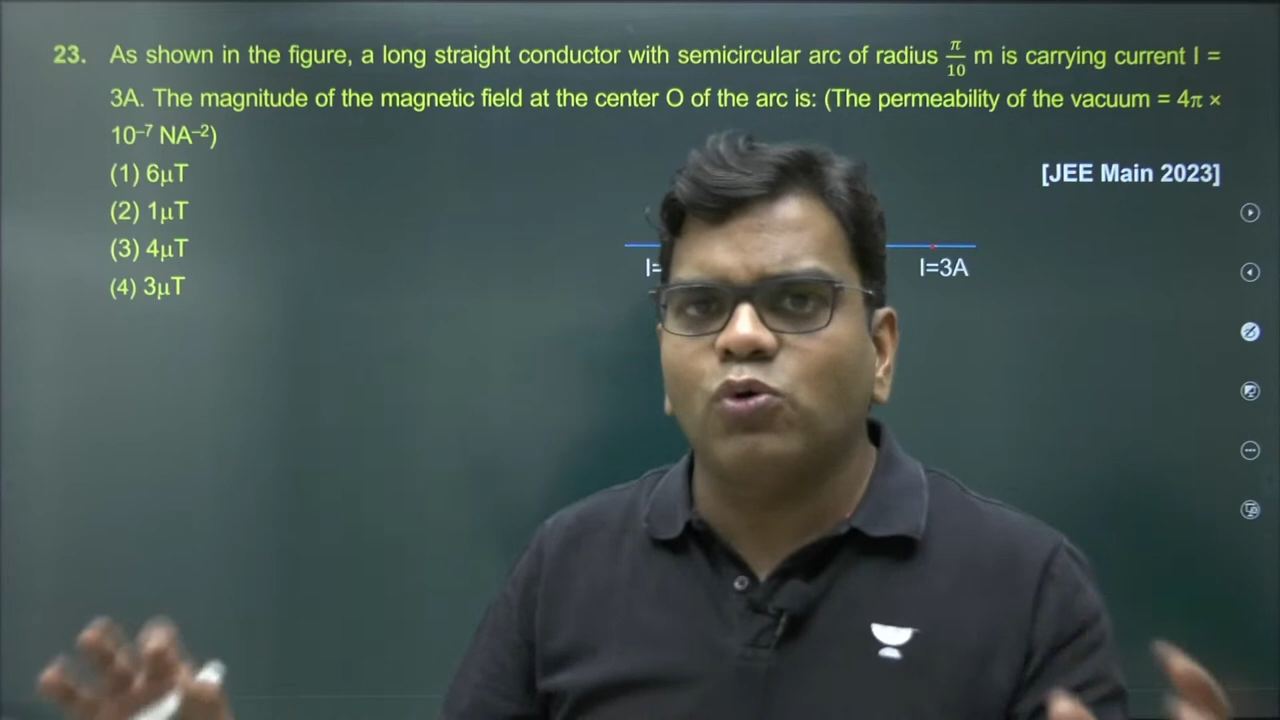 23. As shown in the figure, a long straight conductor with semicircular arc of radius π/10 m is carrying current I =
3A. The magnitude of the magnetic field at the center O of the arc is: (The permeability of the vacuum = 4π ×
10⁻⁷ NA⁻²)
(1) 6μT
[JEE Main 2023]
(2) 1μT
(3) 4μT
(4) 3μT
I=
I=3A